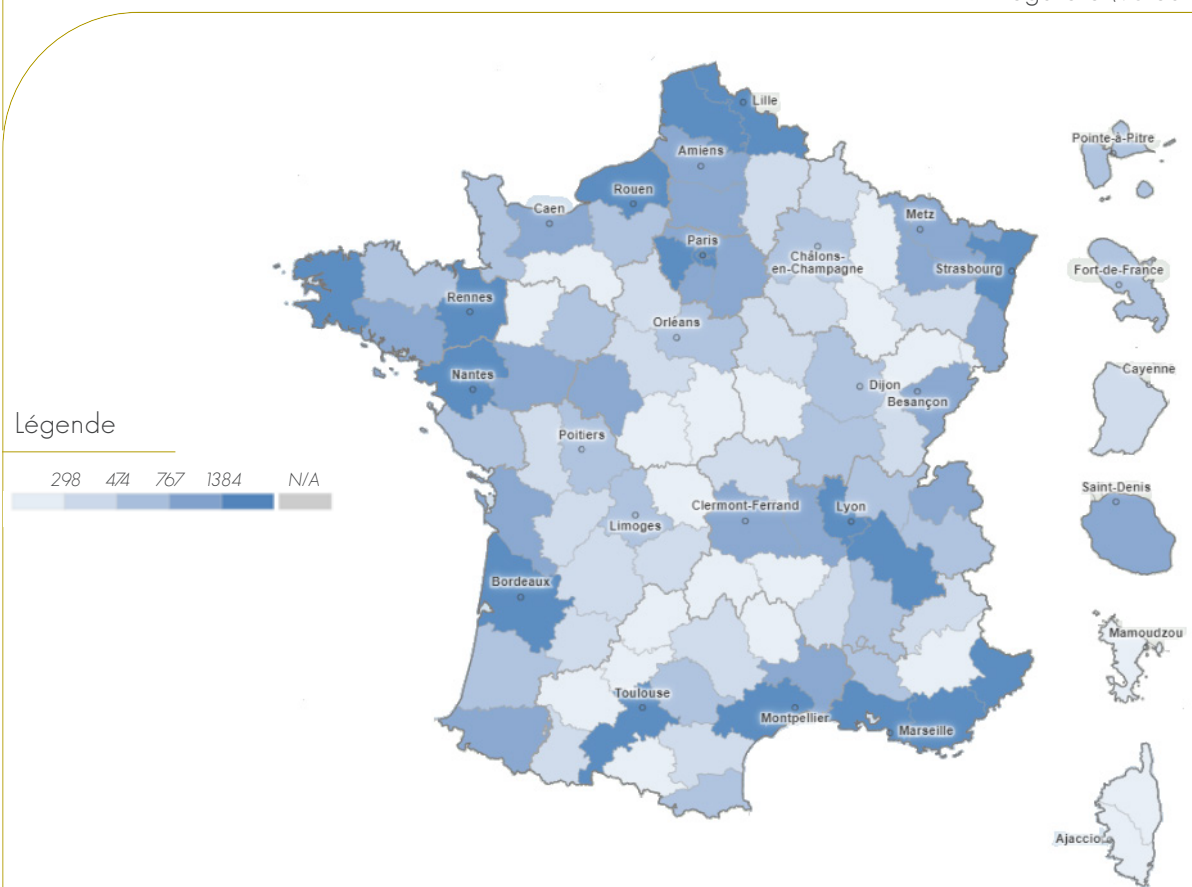 Lille
Pointe-à-Pitre
Amiens
Rouen
Caen
Metz
Paris
Châlons-
en-Champagne
Strasbourg
Fort-de-France
Rennes
Orléans
Cayenne
Nantes
Dijon
Besançon
Légende
Poitiers
298 474 767 1384 N/A
Saint-Denis
Clermont-Ferrand
Lyon
Limoges
Bordeaux
Mamoudzou
Toulouse
Montpellier
Marseille
Ajaccio